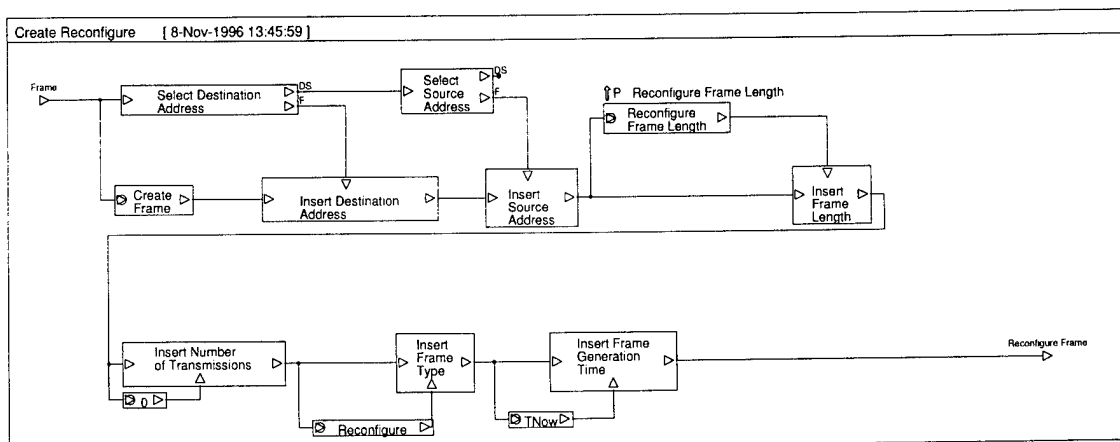 Create Reconfigure [ 8-Nov-1996 13:45:59 ]
Frame
Select Destination
Address
DS
F
Select
Source
Address
DS
F
P Reconfigure Frame Length
Reconfigure
Frame Length
Create
Frame
Insert Destination
Address
Insert
Source
Address
Insert
Frame
Length
Insert Number
of Transmissions
0
Insert
Frame
Type
Reconfigure
Insert Frame
Generation
Time
TNow
Reconfigure Frame